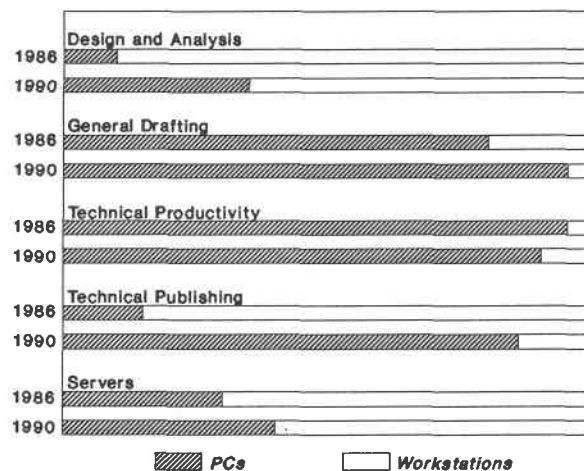 Design and Analysis
1986
1990
General Drafting
1986
1990
Technical Productivity
1986
1990
Technical Publishing
1986
1990
Servers
1986
1990
PCs Workstations